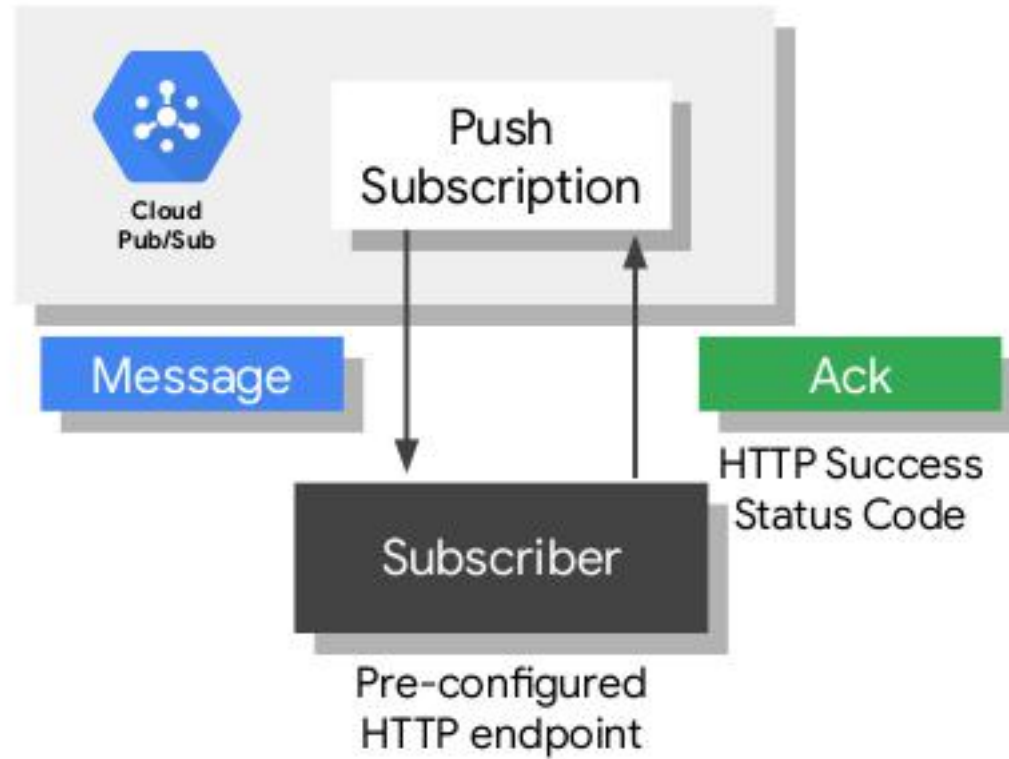 Push
Subscription
Cloud
Pub/Sub
Message
Ack
HTTP Success
Status Code
Subscriber
Pre-configured
HTTP endpoint